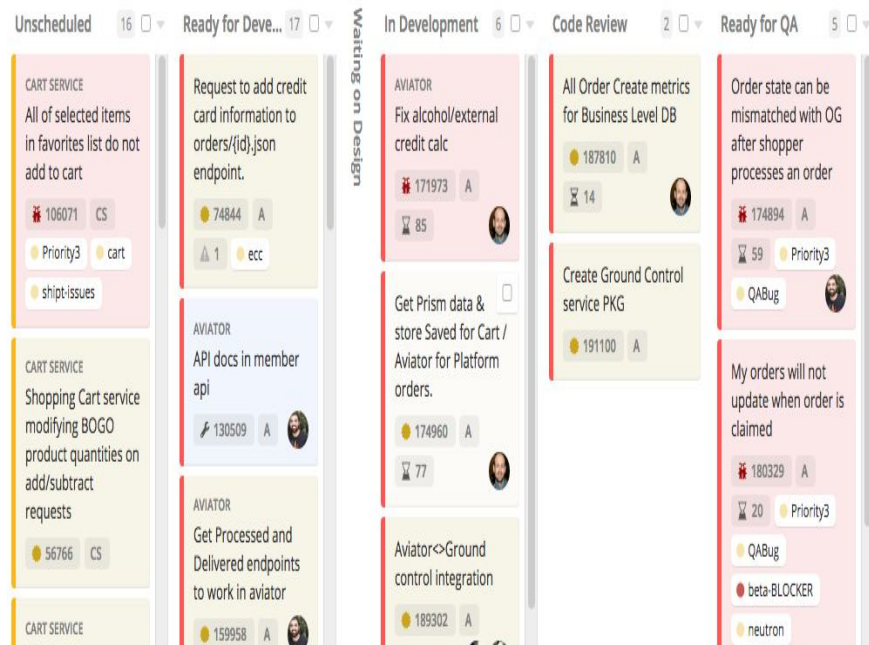 Unscheduled 16
CART SERVICE
All of selected items
in favorites list do not
add to cart
106071 CS
Priority3 cart
shipt-issues
CART SERVICE
Shopping Cart service
modifying BOGO
product quantities on
add/subtract
requests
56766 CS
CART SERVICE
Ready for Deve... 17
Request to add credit
card information to
orders/{id}.json
endpoint.
74844 A
1 ecc
AVIATOR
API docs in member
api
130509 A
AVIATOR
Get Processed and
Delivered endpoints
to work in aviator
159958 A
Waiting on Design
In Development 6
AVIATOR
Fix alcohol/external
credit calc
171973 A
85
Get Prism data &
store Saved for Cart /
Aviator for Platform
orders.
174960 A
77
Aviator<>Ground
control integration
189302 A
Code Review 2
All Order Create metrics
for Business Level DB
187810 A
14
Create Ground Control
service PKG
191100 A
Ready for QA 5
Order state can be
mismatched with OG
after shopper
processes an order
174894 A
59 Priority3
QABug
My orders will not
update when order is
claimed
180329 A
20 Priority3
QABug
beta-BLOCKER
neutron